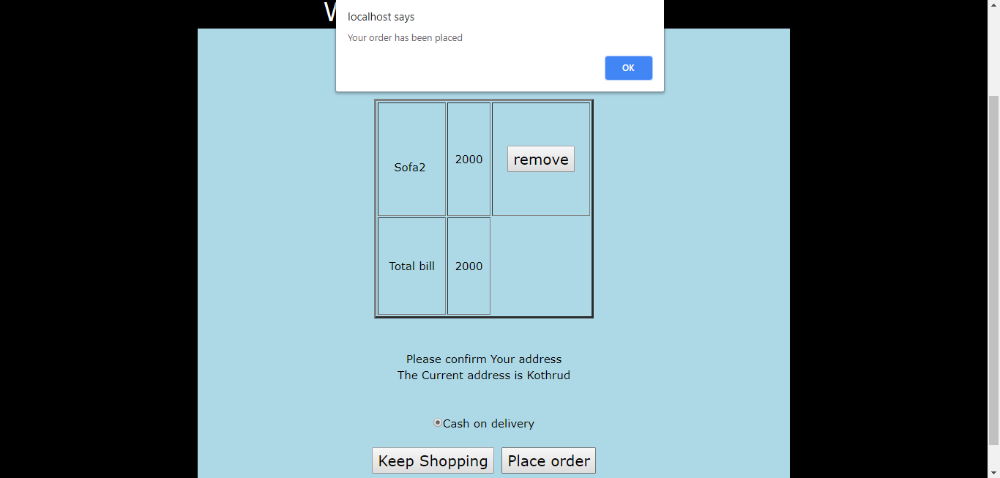 localhost says
Your order has been placed
OK
Sofa2 2000 remove
Total bill 2000
Please confirm Your address
The Current address is Kothrud
Cash on delivery
Keep Shopping Place order